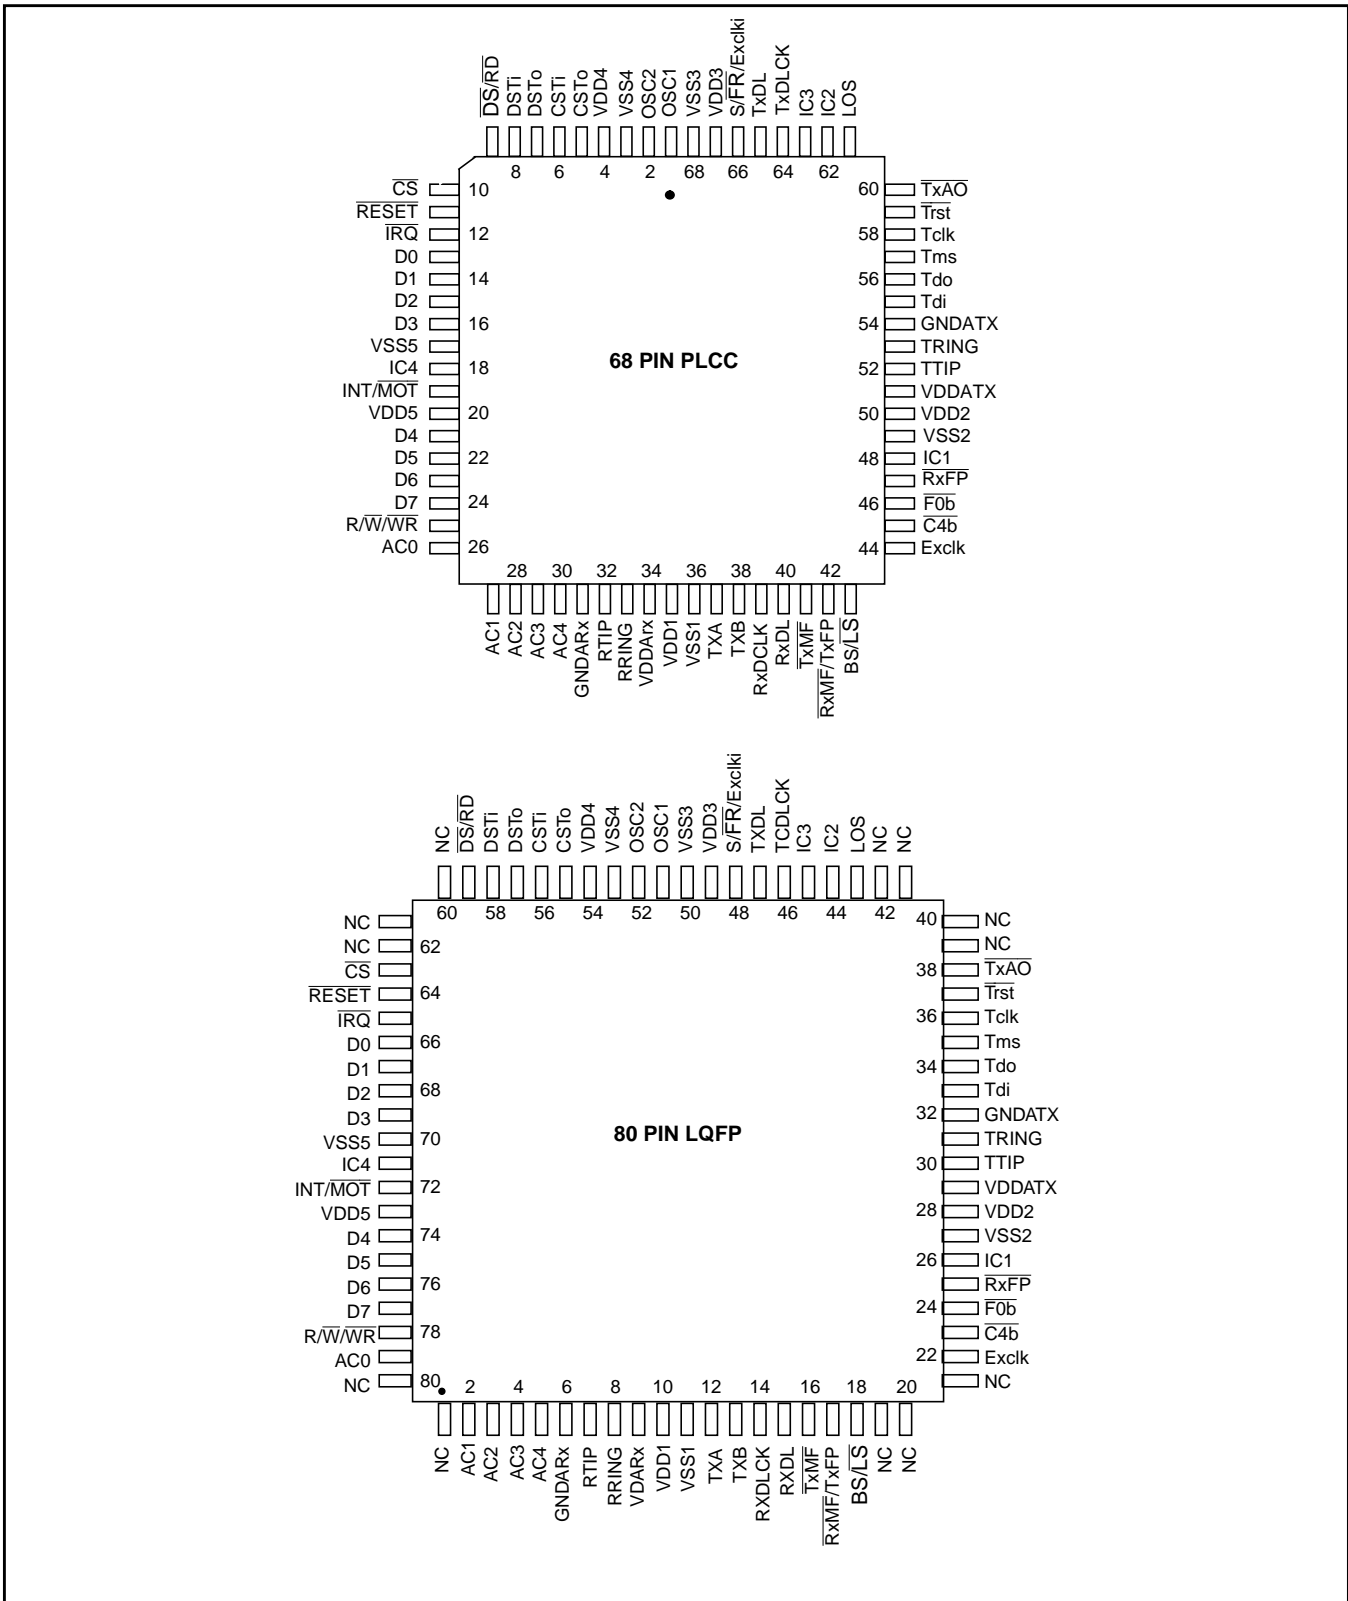 DS/RD
DSTi
DSTo
CSTi
CSTo
VDD4
VSS4
OSC2
OSC1
VSS3
VDD3
S/FR/Exclki
TxDL
TxDLCK
IC3
IC2
LOS
8 6 4 2 68 66 64 62
CS 10
RESET
IRQ 12
D0
D1 14
D2
D3 16
VSS5
IC4 18
INT/MOT
VDD5 20
D4
D5 22
D6
D7 24
R/W/WR
AC0 26
68 PIN PLCC
60 TxAO
Trst
58 Tclk
Tms
56 Tdo
Tdi
54 GNDATX
TRING
52 TTIP
VDDATX
50 VDD2
VSS2
48 IC1
RxFP
46 F0b
C4b
44 Exclk
28 30 32 34 36 38 40 42
AC1
AC2
AC3
AC4
GNDARx
RTIP
RRING
VDDArx
VDD1
VSS1
TXA
TXB
RxDCLK
RxDL
TxMF
RxMF/TxFP
BS/LS
NC
DS/RD
DSTi
DSTo
CSTi
CSTo
VDD4
VSS4
OSC2
OSC1
VSS3
VDD3
S/FR/Exclki
TXDL
TCDLCK
IC3
IC2
LOS
NC
NC
60 58 56 54 52 50 48 46 44 42
NC
NC 62
CS
RESET 64
IRQ
D0 66
D1
D2 68
D3
VSS5 70
IC4
INT/MOT 72
VDD5
D4 74
D5
D6 76
D7
R/W/WR 78
AC0
NC 80
80 PIN LQFP
40 NC
NC
38 TxAO
Trst
36 Tclk
Tms
34 Tdo
Tdi
32 GNDATX
TRING
30 TTIP
VDDATX
28 VDD2
VSS2
26 IC1
RxFP
24 F0b
C4b
22 Exclk
NC
2 4 6 8 10 12 14 16 18 20
NC
AC1
AC2
AC3
AC4
GNDARx
RTIP
RRING
VDARx
VDD1
VSS1
TXA
TXB
RXDLCK
RXDL
TxMF
RxMF/TxFP
BS/LS
NC
NC